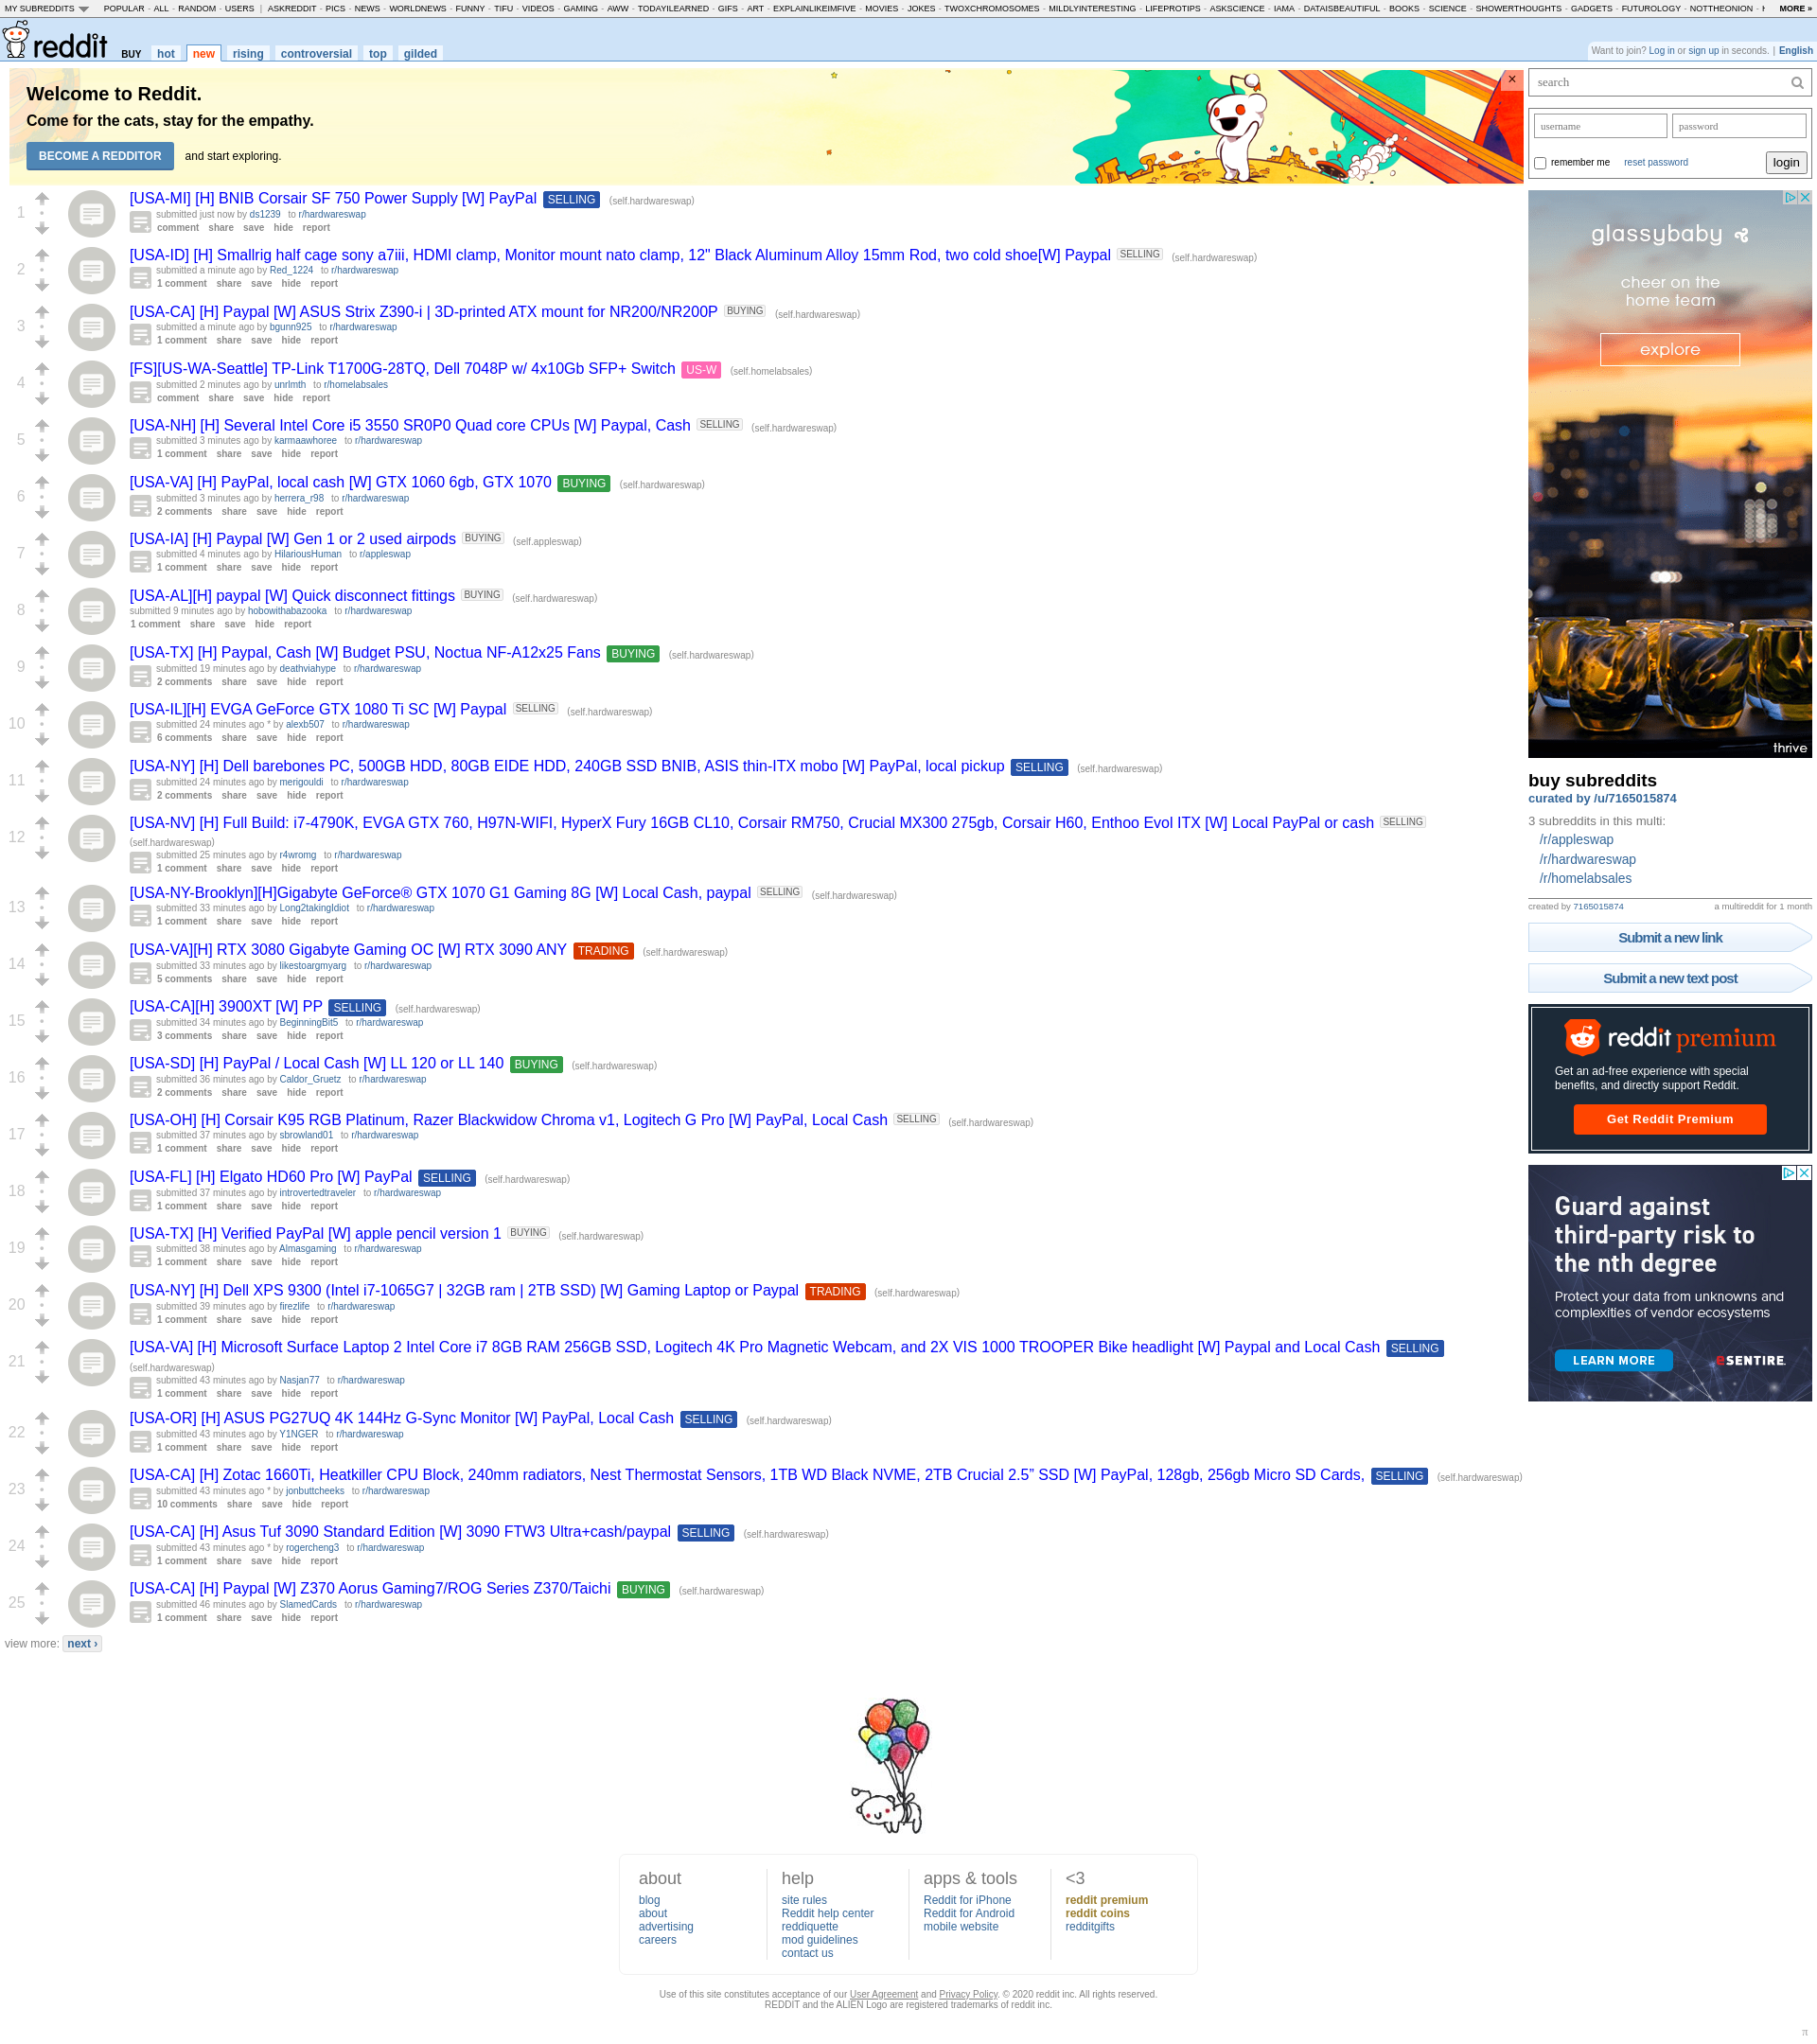 MY SUBREDDITS POPULAR - ALL - RANDOM - USERS | ASKREDDIT - PICS - NEWS - WORLDNEWS - FUNNY - TIFU - VIDEOS - GAMING - AWW - TODAYILEARNED - GIFS - ART - EXPLAINLIKEIMFIVE - MOVIES - JOKES - TWOXCHROMOSOMES - MILDLYINTERESTING - LIFEPROTIPS - ASKSCIENCE - IAMA - DATAISBEAUTIFUL - BOOKS - SCIENCE - SHOWERTHOUGHTS - GADGETS - FUTUROLOGY - NOTTHEONION - MORE »
reddit BUY hot new rising controversial top gilded
Want to join? Log in or sign up in seconds. | English
Welcome to Reddit.
Come for the cats, stay for the empathy.
BECOME A REDDITOR and start exploring.
×
1
[USA-MI] [H] BNIB Corsair SF 750 Power Supply [W] PayPal SELLING (self.hardwareswap)
submitted just now by ds1239 to r/hardwareswap
comment share save hide report
2
[USA-ID] [H] Smallrig half cage sony a7iii, HDMI clamp, Monitor mount nato clamp, 12" Black Aluminum Alloy 15mm Rod, two cold shoe[W] Paypal SELLING (self.hardwareswap)
submitted a minute ago by Red_1224 to r/hardwareswap
1 comment share save hide report
3
[USA-CA] [H] Paypal [W] ASUS Strix Z390-i | 3D-printed ATX mount for NR200/NR200P BUYING (self.hardwareswap)
submitted a minute ago by bgunn925 to r/hardwareswap
1 comment share save hide report
4
[FS][US-WA-Seattle] TP-Link T1700G-28TQ, Dell 7048P w/ 4x10Gb SFP+ Switch US-W (self.homelabsales)
submitted 2 minutes ago by unrlmth to r/homelabsales
comment share save hide report
5
[USA-NH] [H] Several Intel Core i5 3550 SR0P0 Quad core CPUs [W] Paypal, Cash SELLING (self.hardwareswap)
submitted 3 minutes ago by karmaawhoree to r/hardwareswap
1 comment share save hide report
6
[USA-VA] [H] PayPal, local cash [W] GTX 1060 6gb, GTX 1070 BUYING (self.hardwareswap)
submitted 3 minutes ago by herrera_r98 to r/hardwareswap
2 comments share save hide report
7
[USA-IA] [H] Paypal [W] Gen 1 or 2 used airpods BUYING (self.appleswap)
submitted 4 minutes ago by HilariousHuman to r/appleswap
1 comment share save hide report
8
[USA-AL][H] paypal [W] Quick disconnect fittings BUYING (self.hardwareswap)
submitted 9 minutes ago by hobowithabazooka to r/hardwareswap
1 comment share save hide report
9
[USA-TX] [H] Paypal, Cash [W] Budget PSU, Noctua NF-A12x25 Fans BUYING (self.hardwareswap)
submitted 19 minutes ago by deathviahype to r/hardwareswap
2 comments share save hide report
10
[USA-IL][H] EVGA GeForce GTX 1080 Ti SC [W] Paypal SELLING (self.hardwareswap)
submitted 24 minutes ago * by alexb507 to r/hardwareswap
6 comments share save hide report
11
[USA-NY] [H] Dell barebones PC, 500GB HDD, 80GB EIDE HDD, 240GB SSD BNIB, ASIS thin-ITX mobo [W] PayPal, local pickup SELLING (self.hardwareswap)
submitted 24 minutes ago by merigouldi to r/hardwareswap
2 comments share save hide report
12
[USA-NV] [H] Full Build: i7-4790K, EVGA GTX 760, H97N-WIFI, HyperX Fury 16GB CL10, Corsair RM750, Crucial MX300 275gb, Corsair H60, Enthoo Evol ITX [W] Local PayPal or cash SELLING
(self.hardwareswap)
submitted 25 minutes ago by r4wromg to r/hardwareswap
1 comment share save hide report
13
[USA-NY-Brooklyn][H]Gigabyte GeForce® GTX 1070 G1 Gaming 8G [W] Local Cash, paypal SELLING (self.hardwareswap)
submitted 33 minutes ago by Long2takingIdiot to r/hardwareswap
1 comment share save hide report
14
[USA-VA][H] RTX 3080 Gigabyte Gaming OC [W] RTX 3090 ANY TRADING (self.hardwareswap)
submitted 33 minutes ago by likestoargmyarg to r/hardwareswap
5 comments share save hide report
15
[USA-CA][H] 3900XT [W] PP SELLING (self.hardwareswap)
submitted 34 minutes ago by BeginningBit5 to r/hardwareswap
3 comments share save hide report
16
[USA-SD] [H] PayPal / Local Cash [W] LL 120 or LL 140 BUYING (self.hardwareswap)
submitted 36 minutes ago by Caldor_Gruetz to r/hardwareswap
2 comments share save hide report
17
[USA-OH] [H] Corsair K95 RGB Platinum, Razer Blackwidow Chroma v1, Logitech G Pro [W] PayPal, Local Cash SELLING (self.hardwareswap)
submitted 37 minutes ago by sbrowland01 to r/hardwareswap
1 comment share save hide report
18
[USA-FL] [H] Elgato HD60 Pro [W] PayPal SELLING (self.hardwareswap)
submitted 37 minutes ago by introvertedtraveler to r/hardwareswap
1 comment share save hide report
19
[USA-TX] [H] Verified PayPal [W] apple pencil version 1 BUYING (self.hardwareswap)
submitted 38 minutes ago by Almasgaming to r/hardwareswap
1 comment share save hide report
20
[USA-NY] [H] Dell XPS 9300 (Intel i7-1065G7 | 32GB ram | 2TB SSD) [W] Gaming Laptop or Paypal TRADING (self.hardwareswap)
submitted 39 minutes ago by firezlife to r/hardwareswap
1 comment share save hide report
21
[USA-VA] [H] Microsoft Surface Laptop 2 Intel Core i7 8GB RAM 256GB SSD, Logitech 4K Pro Magnetic Webcam, and 2X VIS 1000 TROOPER Bike headlight [W] Paypal and Local Cash SELLING
(self.hardwareswap)
submitted 43 minutes ago by Nasjan77 to r/hardwareswap
1 comment share save hide report
22
[USA-OR] [H] ASUS PG27UQ 4K 144Hz G-Sync Monitor [W] PayPal, Local Cash SELLING (self.hardwareswap)
submitted 43 minutes ago by Y1NGER to r/hardwareswap
1 comment share save hide report
23
[USA-CA] [H] Zotac 1660Ti, Heatkiller CPU Block, 240mm radiators, Nest Thermostat Sensors, 1TB WD Black NVME, 2TB Crucial 2.5” SSD [W] PayPal, 128gb, 256gb Micro SD Cards, SELLING (self.hardwareswap)
submitted 43 minutes ago * by jonbuttcheeks to r/hardwareswap
10 comments share save hide report
24
[USA-CA] [H] Asus Tuf 3090 Standard Edition [W] 3090 FTW3 Ultra+cash/paypal SELLING (self.hardwareswap)
submitted 43 minutes ago * by rogercheng3 to r/hardwareswap
1 comment share save hide report
25
[USA-CA] [H] Paypal [W] Z370 Aorus Gaming7/ROG Series Z370/Taichi BUYING (self.hardwareswap)
submitted 46 minutes ago by SlamedCards to r/hardwareswap
1 comment share save hide report
view more: next ›
search
username password
remember me reset password login
glassybaby
cheer on the
home team
explore
thrive
buy subreddits
curated by /u/7165015874
3 subreddits in this multi:
/r/appleswap
/r/hardwareswap
/r/homelabsales
created by 7165015874 a multireddit for 1 month
Submit a new link
Submit a new text post
reddit premium
Get an ad-free experience with special
benefits, and directly support Reddit.
Get Reddit Premium
Guard against
third-party risk to
the nth degree
Protect your data from unknowns and
complexities of vendor ecosystems
LEARN MORE eSENTIRE
about
blog
about
advertising
careers
help
site rules
Reddit help center
reddiquette
mod guidelines
contact us
apps & tools
Reddit for iPhone
Reddit for Android
mobile website
<3
reddit premium
reddit coins
redditgifts
Use of this site constitutes acceptance of our User Agreement and Privacy Policy. © 2020 reddit inc. All rights reserved.
REDDIT and the ALIEN Logo are registered trademarks of reddit inc.
π